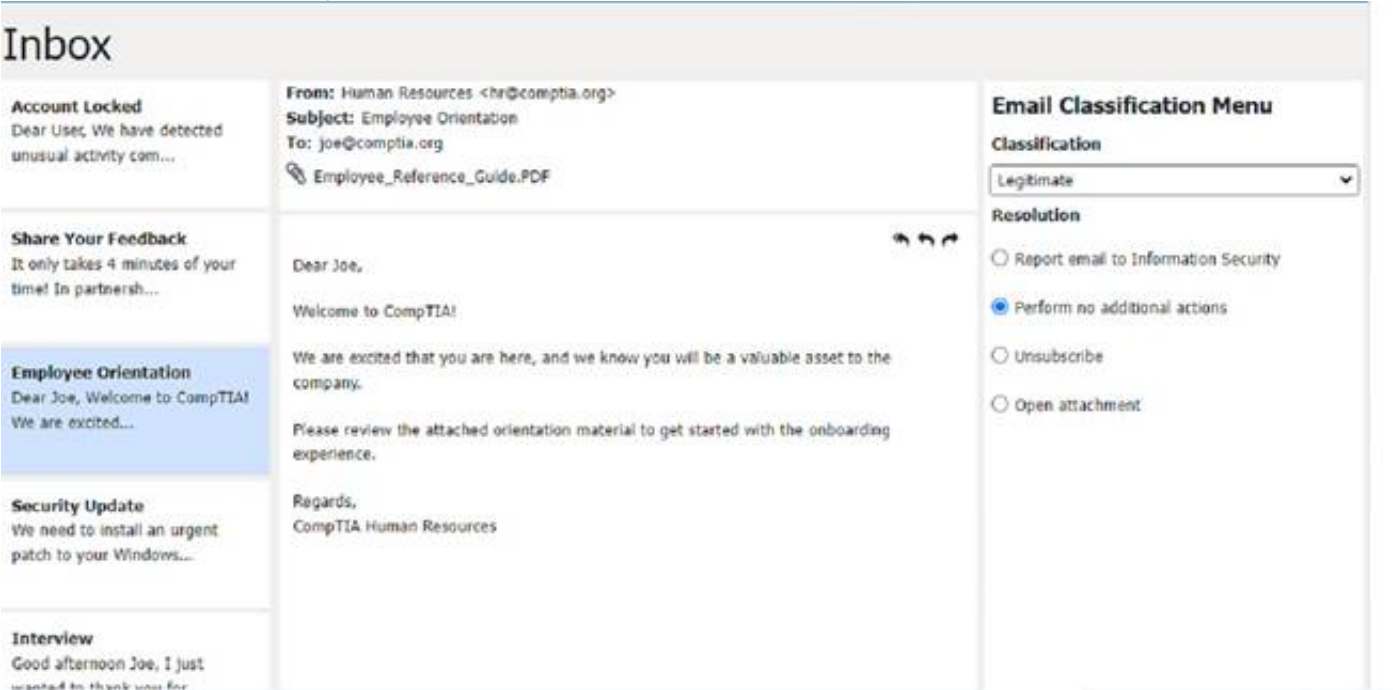 Inbox
Account Locked
Dear User, We have detected
unusual activity com...
Share Your Feedback
It only takes 4 minutes of your
time! In partnersh...
Employee Orientation
Dear Joe, Welcome to CompTIA!
We are excited...
Security Update
We need to install an urgent
patch to your Windows...
Interview
Good afternoon Joe, I just
wanted to thank you for
From: Human Resources <hr@comptia.org>
Subject: Employee Orientation
To: joe@comptia.org
Employee_Reference_Guide.PDF
Dear Joe,
Welcome to CompTIA!
We are excited that you are here, and we know you will be a valuable asset to the
company.
Please review the attached orientation material to get started with the onboarding
experience.
Regards,
CompTIA Human Resources
Email Classification Menu
Classification
Legitimate
Resolution
Report email to Information Security
Perform no additional actions
Unsubscribe
Open attachment